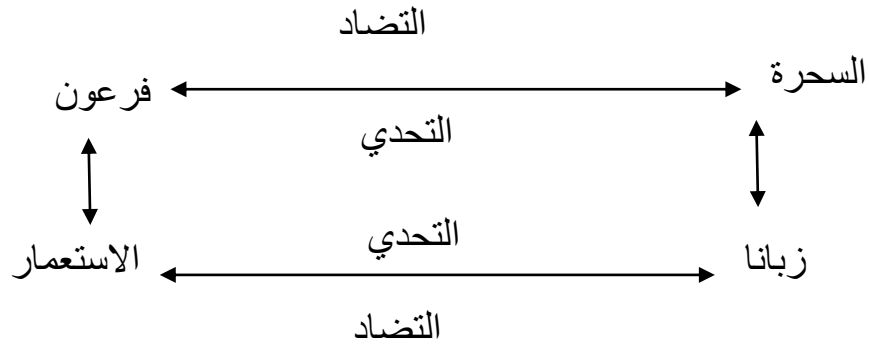 التضاد
السحرة
فرعون
التحدي
التحدي
زبانا
الاستعمار
التضاد